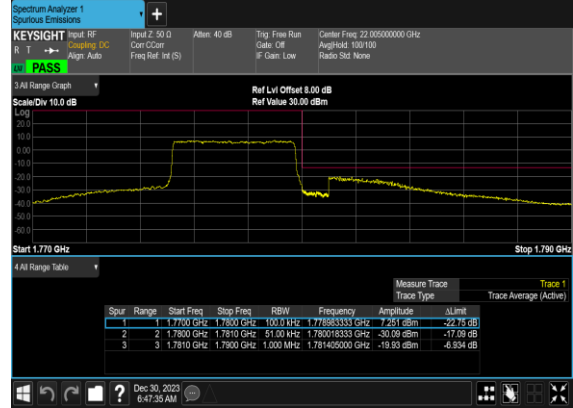 Spectrum Analyzer 1
Spurious Emissions
+
KEYSIGHT Input: RF Input Z: 50 Ω Atten: 40 dB Trig: Free Run Center Freq: 22.005000000 GHz
R T Coupling: DC Corr CCorr Gate: Off Avg|Hold: 100/100
Align: Auto Freq Ref: Int (S) IF Gain: Low Radio Std: None
PASS
3 All Range Graph
Ref Lvl Offset 8.00 dB
Scale/Div 10.0 dB Ref Value 30.00 dBm
Log
20.0
10.0
0.00
-10.0
-20.0
-30.0
-40.0
-50.0
-60.0
Start 1.770 GHz Stop 1.790 GHz
4 All Range Table
Measure Trace Trace 1
Trace Type Trace Average (Active)
Spur Range Start Freq Stop Freq RBW Frequency Amplitude ΔLimit
1 1 1.7700 GHz 1.7800 GHz 100.0 kHz 1.778983333 GHz 7.251 dBm -22.75 dB
2 2 1.7800 GHz 1.7810 GHz 51.00 kHz 1.780018333 GHz -30.09 dBm -17.09 dB
3 3 1.7810 GHz 1.7900 GHz 1.000 MHz 1.781405000 GHz -19.93 dBm -6.934 dB
? Dec 30, 2023
6:47:35 AM